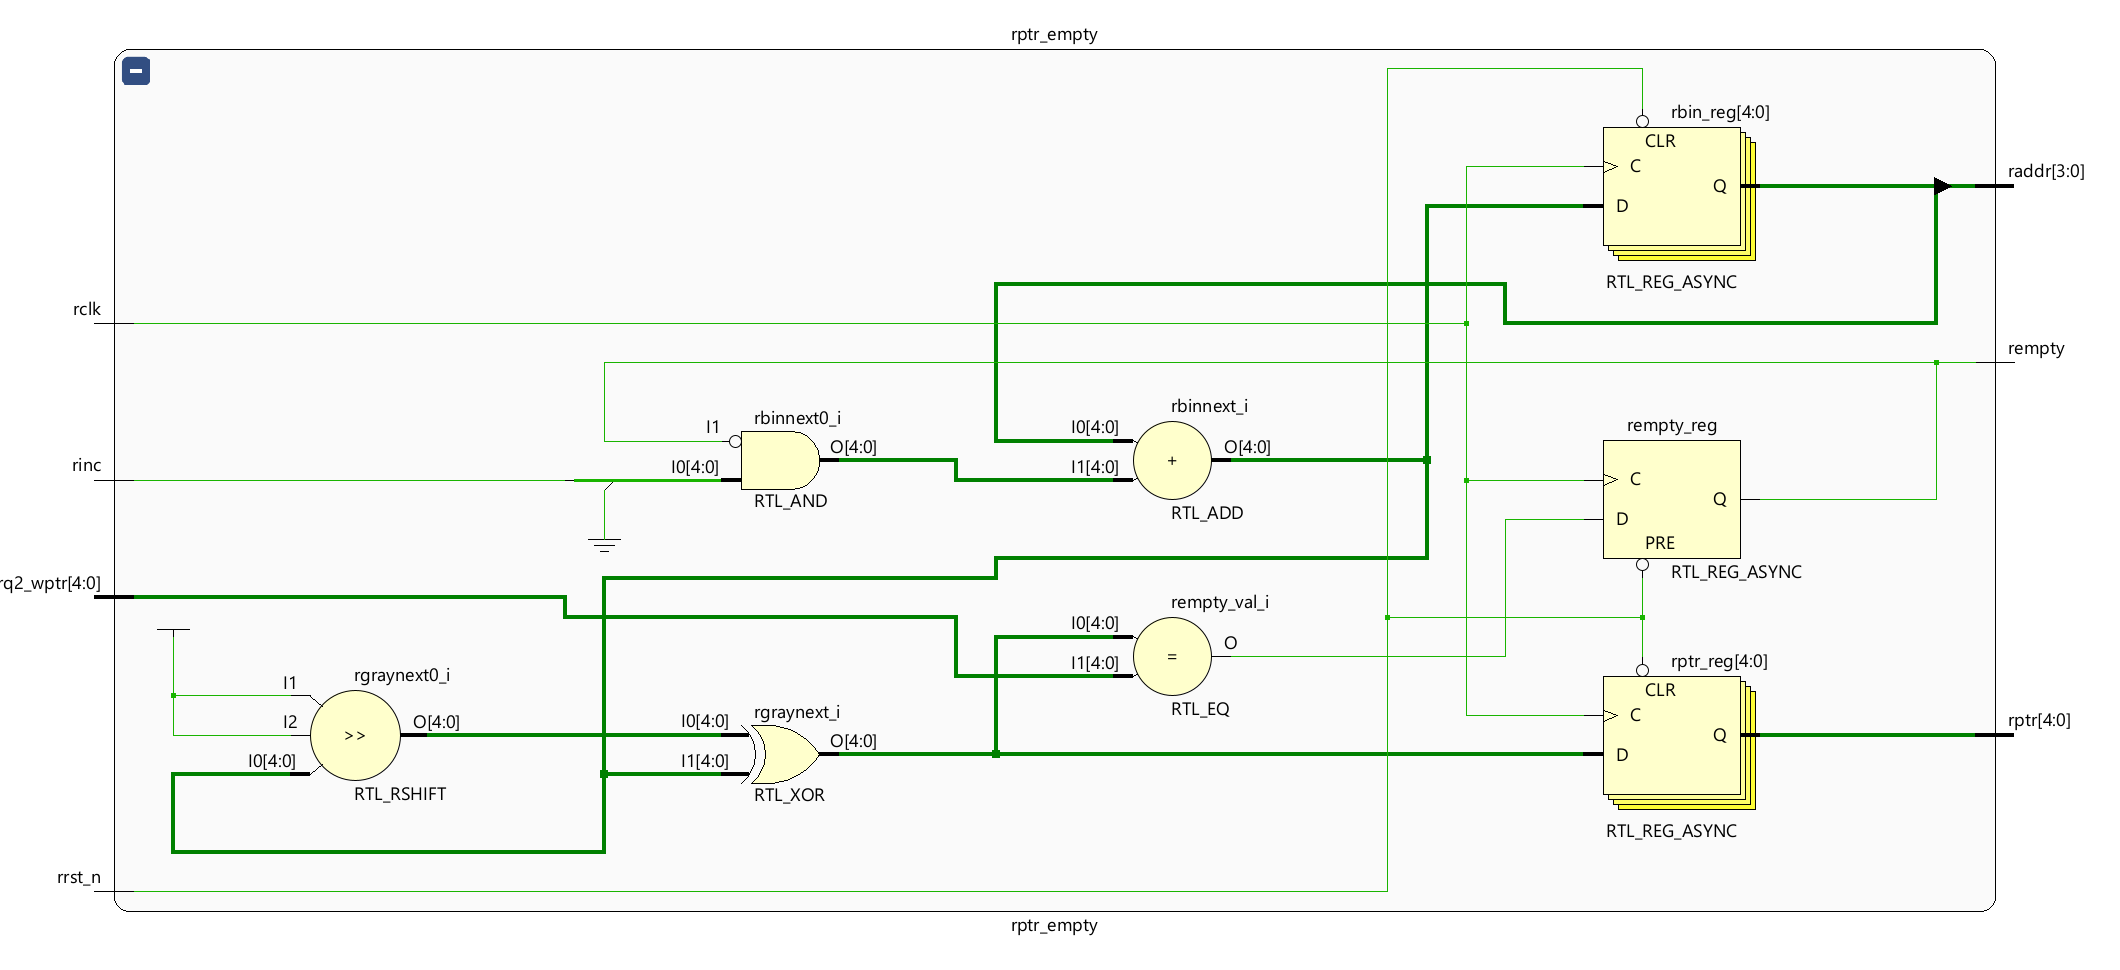 rptr_empty
rbin_reg[4:0]
CLR
C
Q
D
RTL_REG_ASYNC
raddr[3:0]
rclk
rempty
rbinnext0_i
I1
I0[4:0]
O[4:0]
RTL_AND
rbinnext_i
I0[4:0]
I1[4:0]
+
O[4:0]
RTL_ADD
rempty_reg
C
Q
D
PRE
RTL_REG_ASYNC
rinc
rq2_wptr[4:0]
rempty_val_i
I0[4:0]
I1[4:0]
=
O
RTL_EQ
rgraynext0_i
I1
I2
I0[4:0]
>>
O[4:0]
RTL_RSHIFT
rgraynext_i
I0[4:0]
I1[4:0]
O[4:0]
RTL_XOR
rptr_reg[4:0]
CLR
C
Q
D
RTL_REG_ASYNC
rptr[4:0]
rrst_n
rptr_empty